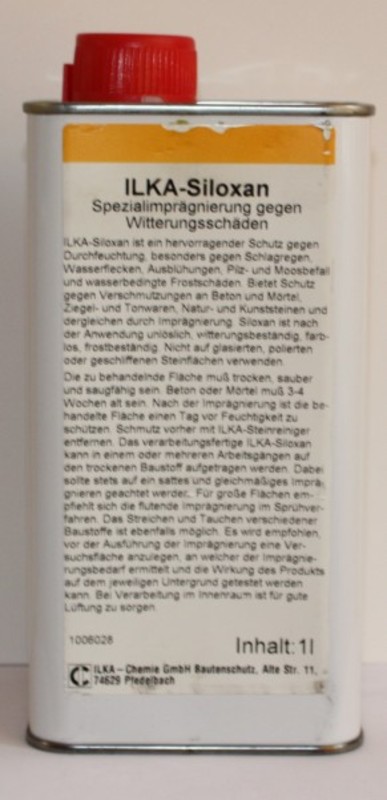 ILKA-Siloxan
Spezialimprägnierung gegen
Witterungsschäden
ILKA-Siloxan ist ein hervorragender Schutz gegen
Durchfeuchtung, besonders gegen Schlagregen,
Wasserflecken, Ausblühungen, Pilz- und Moosbefall
und wasserbedingte Frostschäden. Bietet Schutz
gegen Verschmutzungen an Beton und Mörtel,
Ziegel- und Tonwaren, Natur- und Kunststeinen und
dergleichen durch Imprägnierung. Siloxan ist nach
der Anwendung unlöslich, witterungsbeständig, farb-
los, frostbeständig. Nicht auf glasierten, polierten
oder geschliffenen Steinflächen verwenden.
Die zu behandelnde Fläche muß trocken, sauber
und saugfähig sein. Beton oder Mörtel muß 3-4
Wochen alt sein. Nach der Imprägnierung ist die be-
handelte Fläche einen Tag vor Feuchtigkeit zu
schützen. Schmutz vorher mit ILKA-Steinreiniger
entfernen. Das verarbeitungsfertige ILKA-Siloxan
kann in einem oder mehreren Arbeitsgängen auf
den trockenen Baustoff aufgetragen werden. Dabei
sollte stets auf ein sattes und gleichmäßiges Imprä-
gnieren geachtet werden. Für große Flächen em-
pfiehlt sich die flutende Imprägnierung im Sprühver-
fahren. Das Streichen und Tauchen verschiedener
Baustoffe ist ebenfalls möglich. Es wird empfohlen,
vor der Ausführung der Imprägnierung eine Ver-
suchsfläche anzulegen, an welcher der Imprägnie-
rungsbedarf ermittelt und die Wirkung des Produkts
auf dem jeweiligen Untergrund getestet werden
kann. Bei Verarbeitung im Innenraum ist für gute
Lüftung zu sorgen.
1006028
Inhalt: 1l
ILKA – Chemie GmbH Bautenschutz, Alte Str. 11,
74629 Pfedelbach